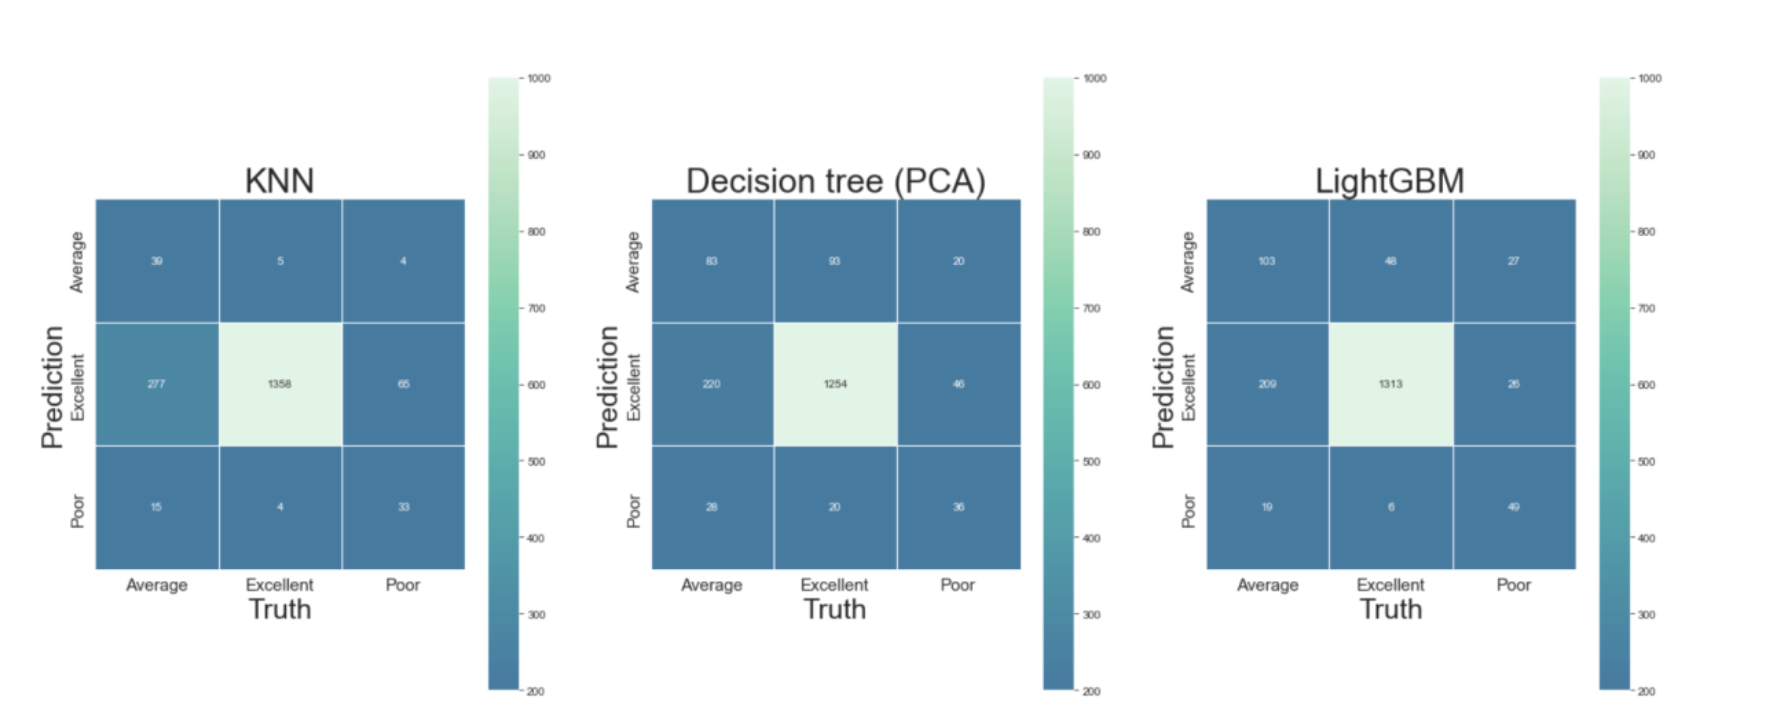 KNN
1000
900
800
700
600
500
400
300
200
Prediction
Average
Excellent
Poor
39 5 4
277 1358 65
15 4 33
Average Excellent Poor
Truth
Decision tree (PCA)
1000
900
800
700
600
500
400
300
200
Prediction
Average
Excellent
Poor
83 93 20
220 1254 46
28 20 36
Average Excellent Poor
Truth
LightGBM
1000
900
800
700
600
500
400
300
200
Prediction
Average
Excellent
Poor
103 48 27
209 1313 26
19 6 49
Average Excellent Poor
Truth